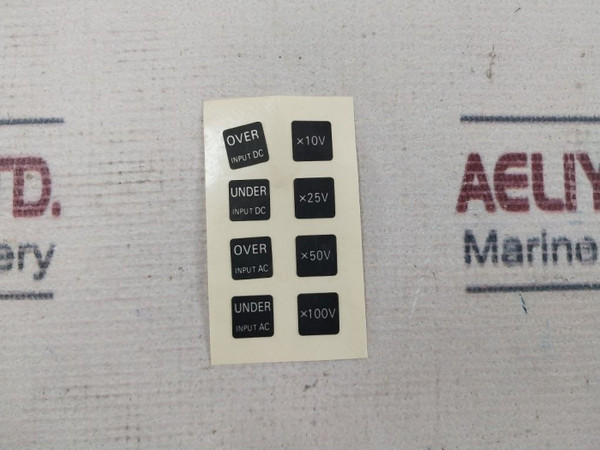 OVER
INPUT DC
×10V
UNDER
INPUT DC
×25V
OVER
INPUT AC
×50V
UNDER
INPUT AC
×100V
TD.
ery
AELIY
Marine